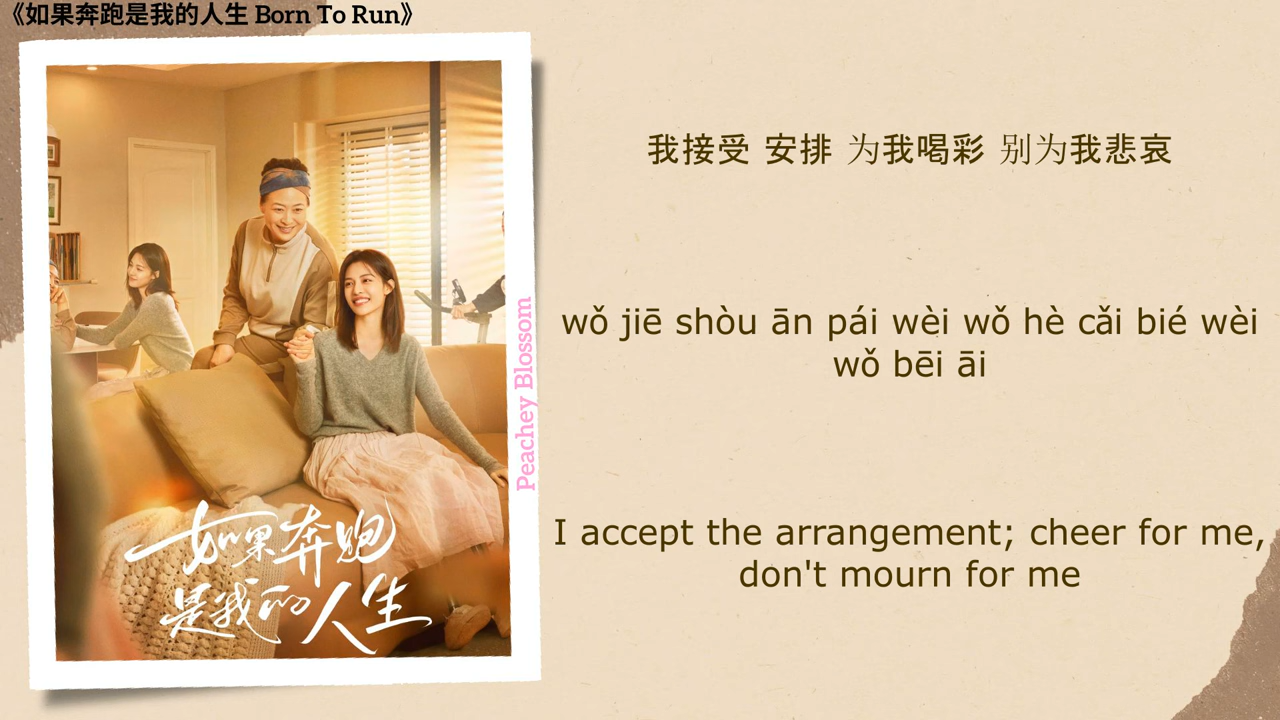 《如果奔跑是我的人生 Born To Run》
我接受 安排 为我喝彩 别为我悲哀
wǒ jiē shòu ān pái wèi wǒ hè cǎi bié wèi
wǒ bēi āi
I accept the arrangement; cheer for me,
don't mourn for me
Peachey Blossom
如果奔跑
是我的人生